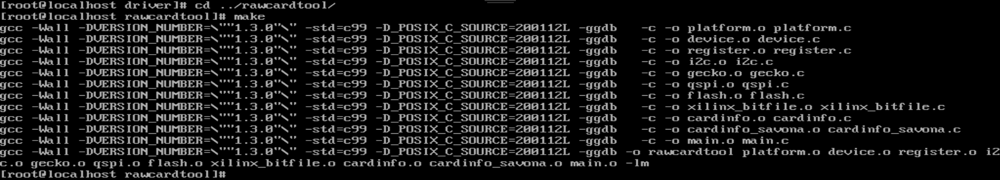 [root@localhost driver]# cd ../rawcardtool/
[root@localhost rawcardtool]# make
gcc -Wall -DVERSION_NUMBER=\""1.3.0"\" -std=c99 -D_POSIX_C_SOURCE=200112L -ggdb   -c -o platform.o platform.c
gcc -Wall -DVERSION_NUMBER=\""1.3.0"\" -std=c99 -D_POSIX_C_SOURCE=200112L -ggdb   -c -o device.o device.c
gcc -Wall -DVERSION_NUMBER=\""1.3.0"\" -std=c99 -D_POSIX_C_SOURCE=200112L -ggdb   -c -o register.o register.c
gcc -Wall -DVERSION_NUMBER=\""1.3.0"\" -std=c99 -D_POSIX_C_SOURCE=200112L -ggdb   -c -o i2c.o i2c.c
gcc -Wall -DVERSION_NUMBER=\""1.3.0"\" -std=c99 -D_POSIX_C_SOURCE=200112L -ggdb   -c -o gecko.o gecko.c
gcc -Wall -DVERSION_NUMBER=\""1.3.0"\" -std=c99 -D_POSIX_C_SOURCE=200112L -ggdb   -c -o qspi.o qspi.c
gcc -Wall -DVERSION_NUMBER=\""1.3.0"\" -std=c99 -D_POSIX_C_SOURCE=200112L -ggdb   -c -o flash.o flash.c
gcc -Wall -DVERSION_NUMBER=\""1.3.0"\" -std=c99 -D_POSIX_C_SOURCE=200112L -ggdb   -c -o xilinx_bitfile.o xilinx_bitfile.c
gcc -Wall -DVERSION_NUMBER=\""1.3.0"\" -std=c99 -D_POSIX_C_SOURCE=200112L -ggdb   -c -o cardinfo.o cardinfo.c
gcc -Wall -DVERSION_NUMBER=\""1.3.0"\" -std=c99 -D_POSIX_C_SOURCE=200112L -ggdb   -c -o cardinfo_savona.o cardinfo_savona.c
gcc -Wall -DVERSION_NUMBER=\""1.3.0"\" -std=c99 -D_POSIX_C_SOURCE=200112L -ggdb   -c -o main.o main.c
gcc -Wall -DVERSION_NUMBER=\""1.3.0"\" -std=c99 -D_POSIX_C_SOURCE=200112L -ggdb -o rawcardtool platform.o device.o register.o i2
c.o gecko.o qspi.o flash.o xilinx_bitfile.o cardinfo.o cardinfo_savona.o main.o -lm
[root@localhost rawcardtool]#